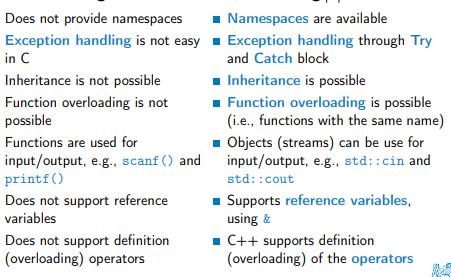 Does not provide namespaces
Exception handling is not easy
in C
Inheritance is not possible
Function overloading is not
possible
Functions are used for
input/output, e.g., scanf() and
printf()
Does not support reference
variables
Does not support definition
(overloading) operators
Namespaces are available
Exception handling through Try
and Catch block
Inheritance is possible
Function overloading is possible
(i.e., functions with the same name)
Objects (streams) can be use for
input/output, e.g., std::cin and
std::cout
Supports reference variables,
using &
C++ supports definition
(overloading) of the operators